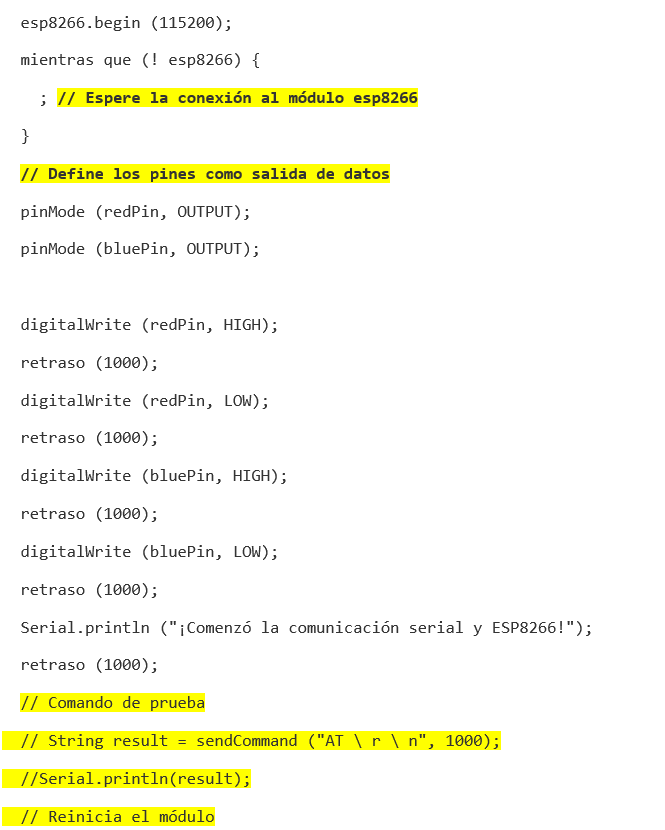 esp8266.begin (115200);
mientras que (! esp8266) {
; // Espere la conexión al módulo esp8266
}
// Define los pines como salida de datos
pinMode (redPin, OUTPUT);
pinMode (bluePin, OUTPUT);
digitalWrite (redPin, HIGH);
retraso (1000);
digitalWrite (redPin, LOW);
retraso (1000);
digitalWrite (bluePin, HIGH);
retraso (1000);
digitalWrite (bluePin, LOW);
retraso (1000);
Serial.println ("¡Comenzó la comunicación serial y ESP8266!");
retraso (1000);
// Comando de prueba
// String result = sendCommand ("AT \ r \ n", 1000);
//Serial.println(result);
// Reinicia el módulo